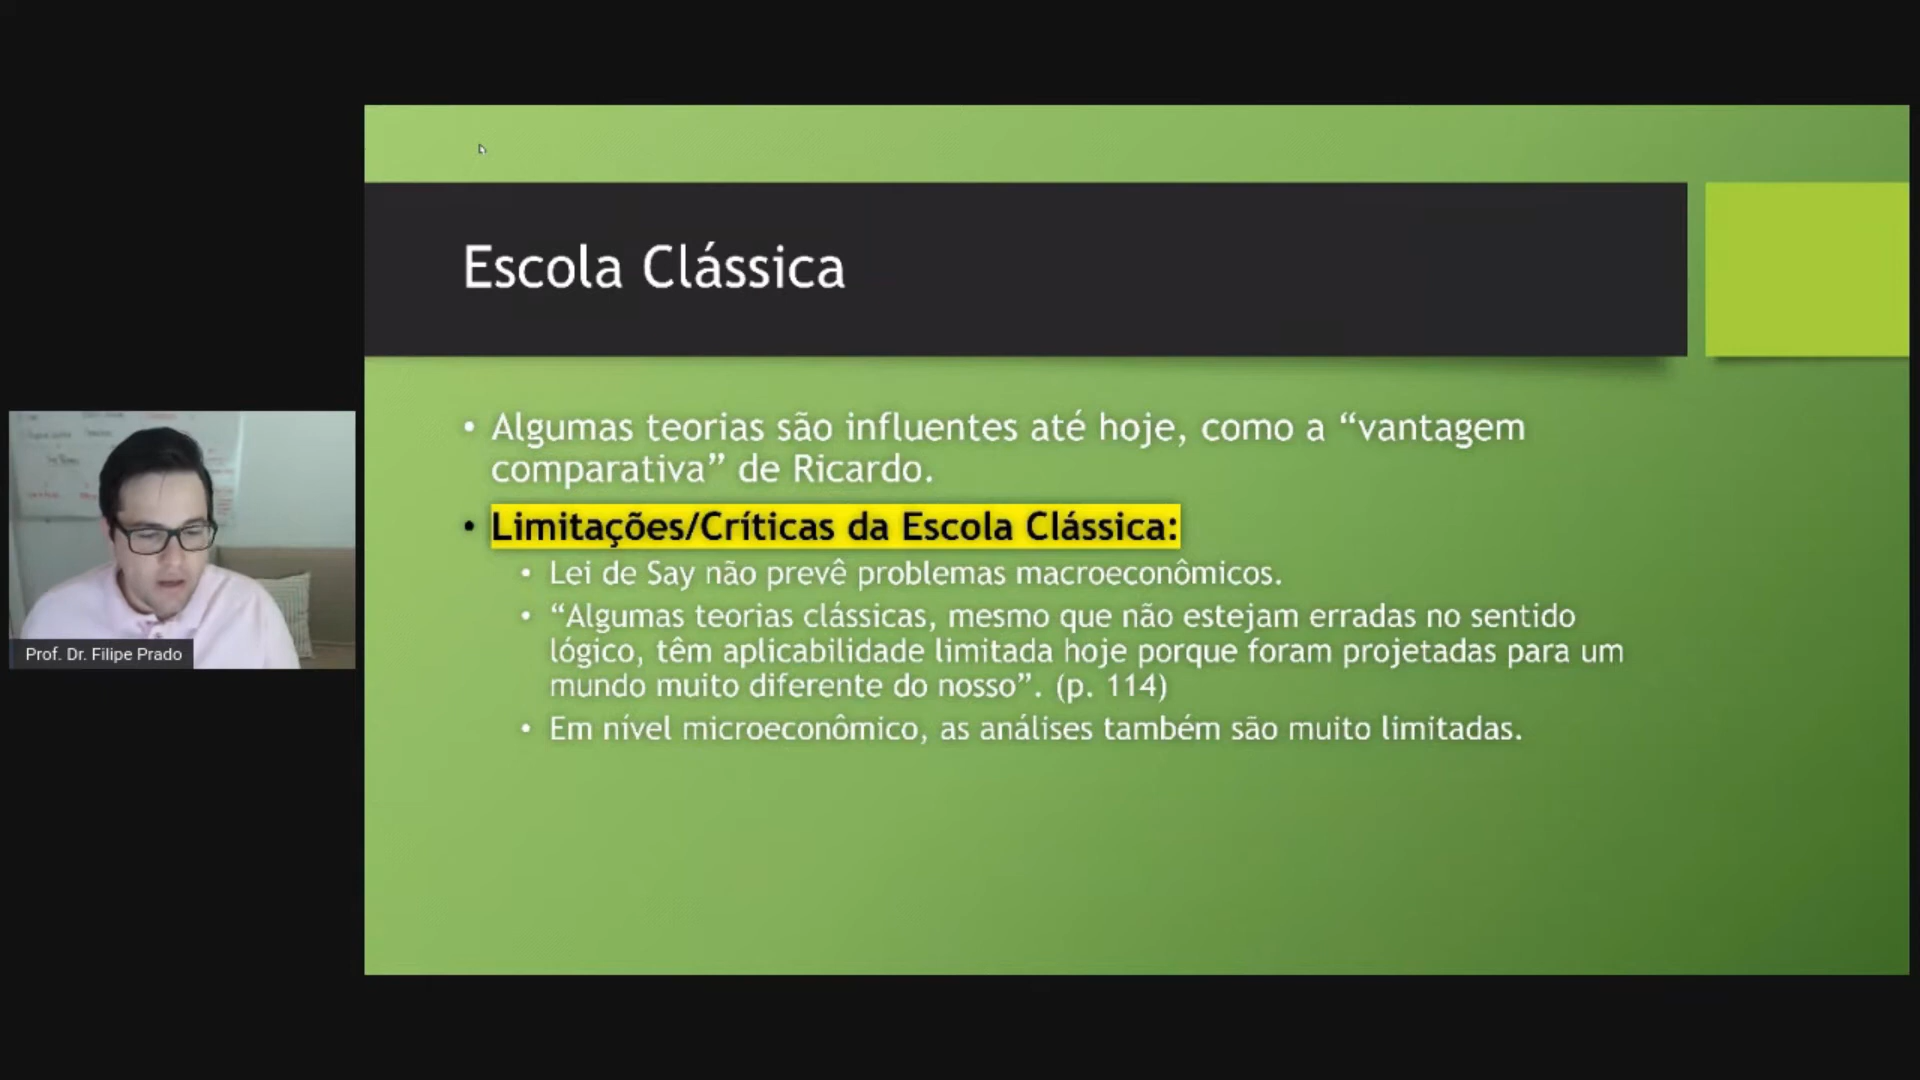 Escola Clássica
• Algumas teorias são influentes até hoje, como a “vantagem
comparativa” de Ricardo.
• Limitações/Críticas da Escola Clássica:
• Lei de Say não prevê problemas macroeconômicos.
• “Algumas teorias clássicas, mesmo que não estejam erradas no sentido
lógico, têm aplicabilidade limitada hoje porque foram projetadas para um
mundo muito diferente do nosso”. (p. 114)
• Em nível microeconômico, as análises também são muito limitadas.
Prof. Dr. Filipe Prado